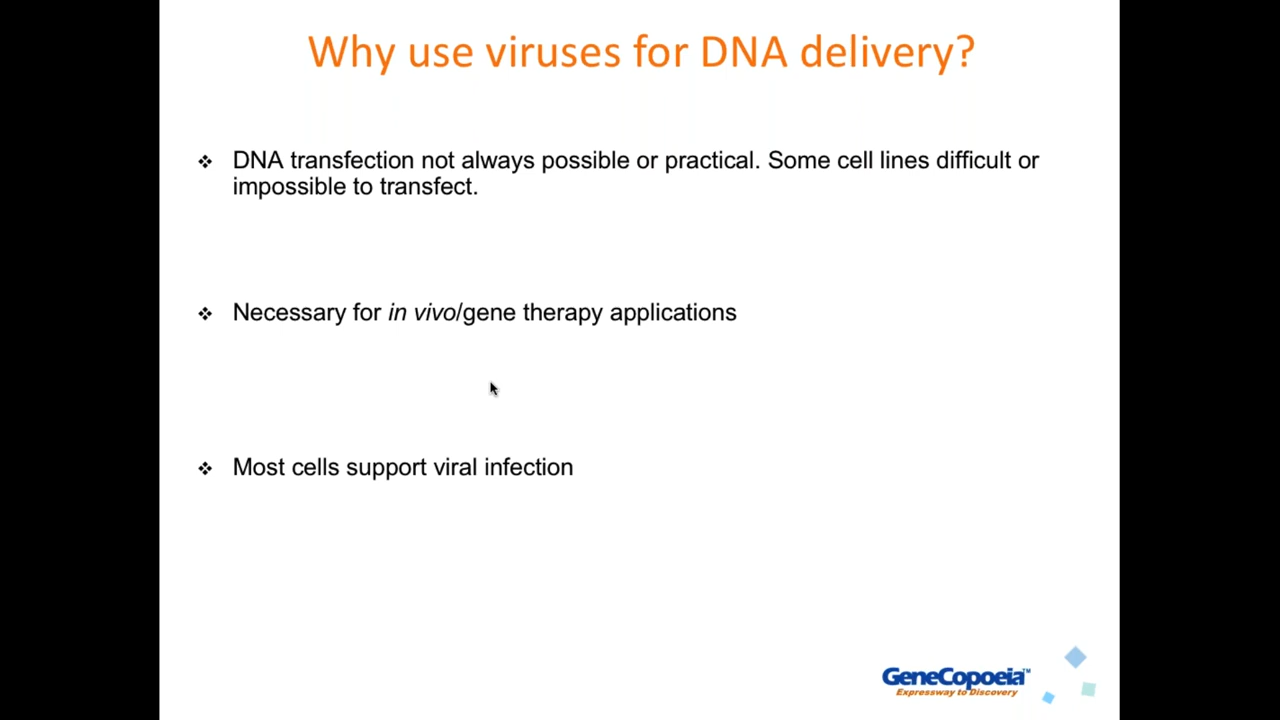 Why use viruses for DNA delivery?
❖ DNA transfection not always possible or practical. Some cell lines difficult or
impossible to transfect.
❖ Necessary for in vivo/gene therapy applications
❖ Most cells support viral infection
GeneCopoeia™
Expressway to Discovery